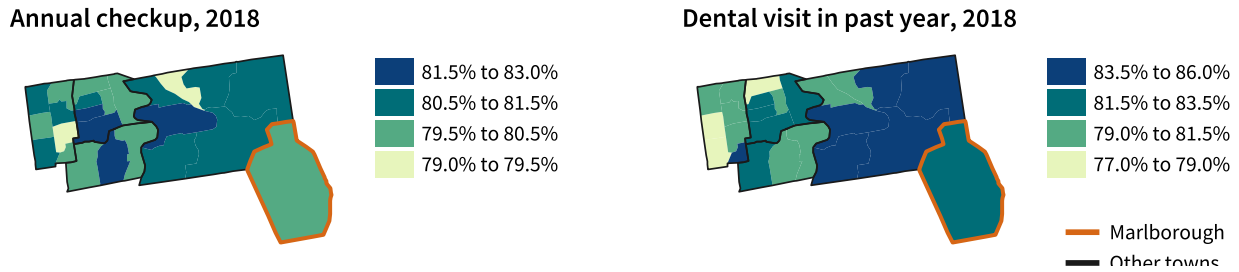 Annual checkup, 2018
81.5% to 83.0%
80.5% to 81.5%
79.5% to 80.5%
79.0% to 79.5%
Dental visit in past year, 2018
83.5% to 86.0%
81.5% to 83.5%
79.0% to 81.5%
77.0% to 79.0%
Marlborough
Other towns